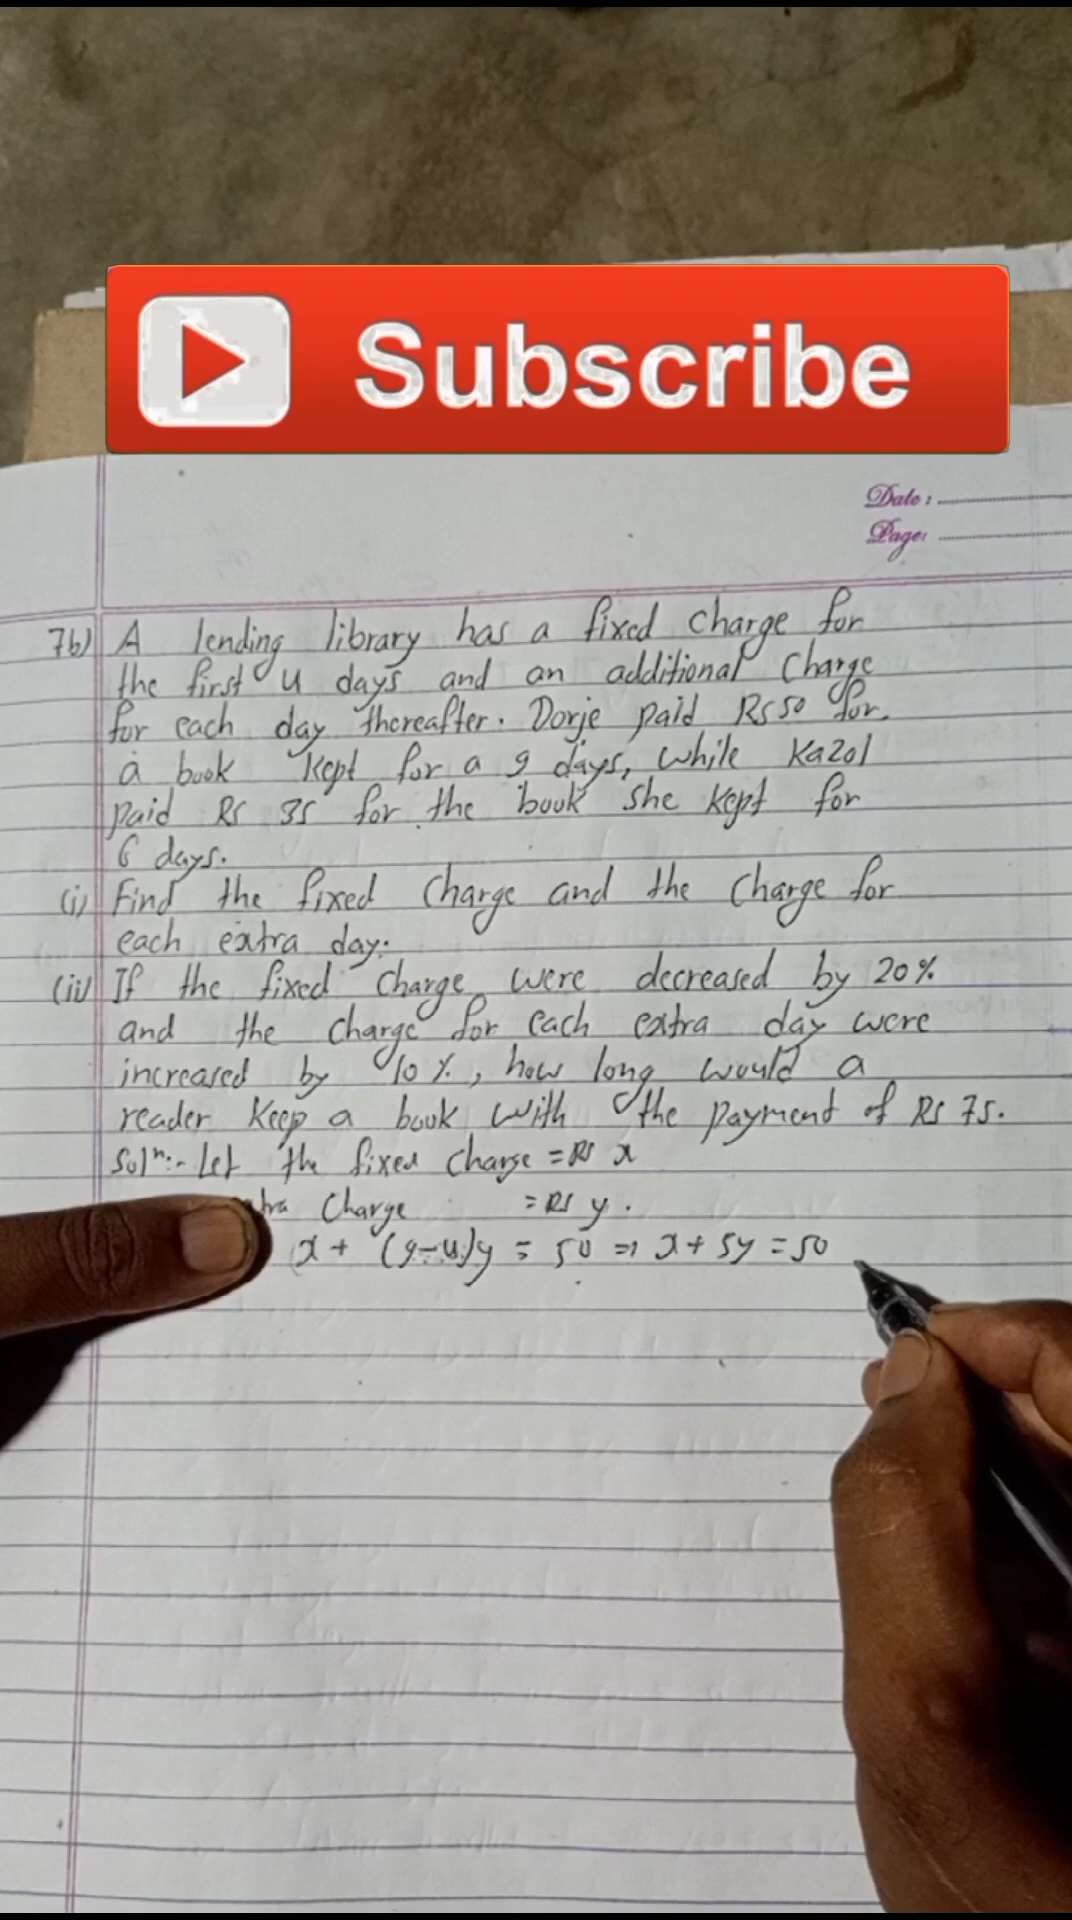 Subscribe
Date:
Page:
7b) A lending library has a fixed charge for
the first 4 days and an additional charge
for each day thereafter. Dorje paid Rs 50 for
a book kept for a 9 days, while Kazol
paid Rs 35 for the book she kept for
6 days.
(i) Find the fixed charge and the charge for
each extra day.
(ii) If the fixed charge were decreased by 20%
and the charge for each extra day were
increased by 10%, how long would a
reader keep a book with the payment of Rs 75.
Solⁿ:- Let the fixed charge = Rs x
tra charge = Rs y.
x + (9-4)y = 50 ⇒ x + 5y = 50